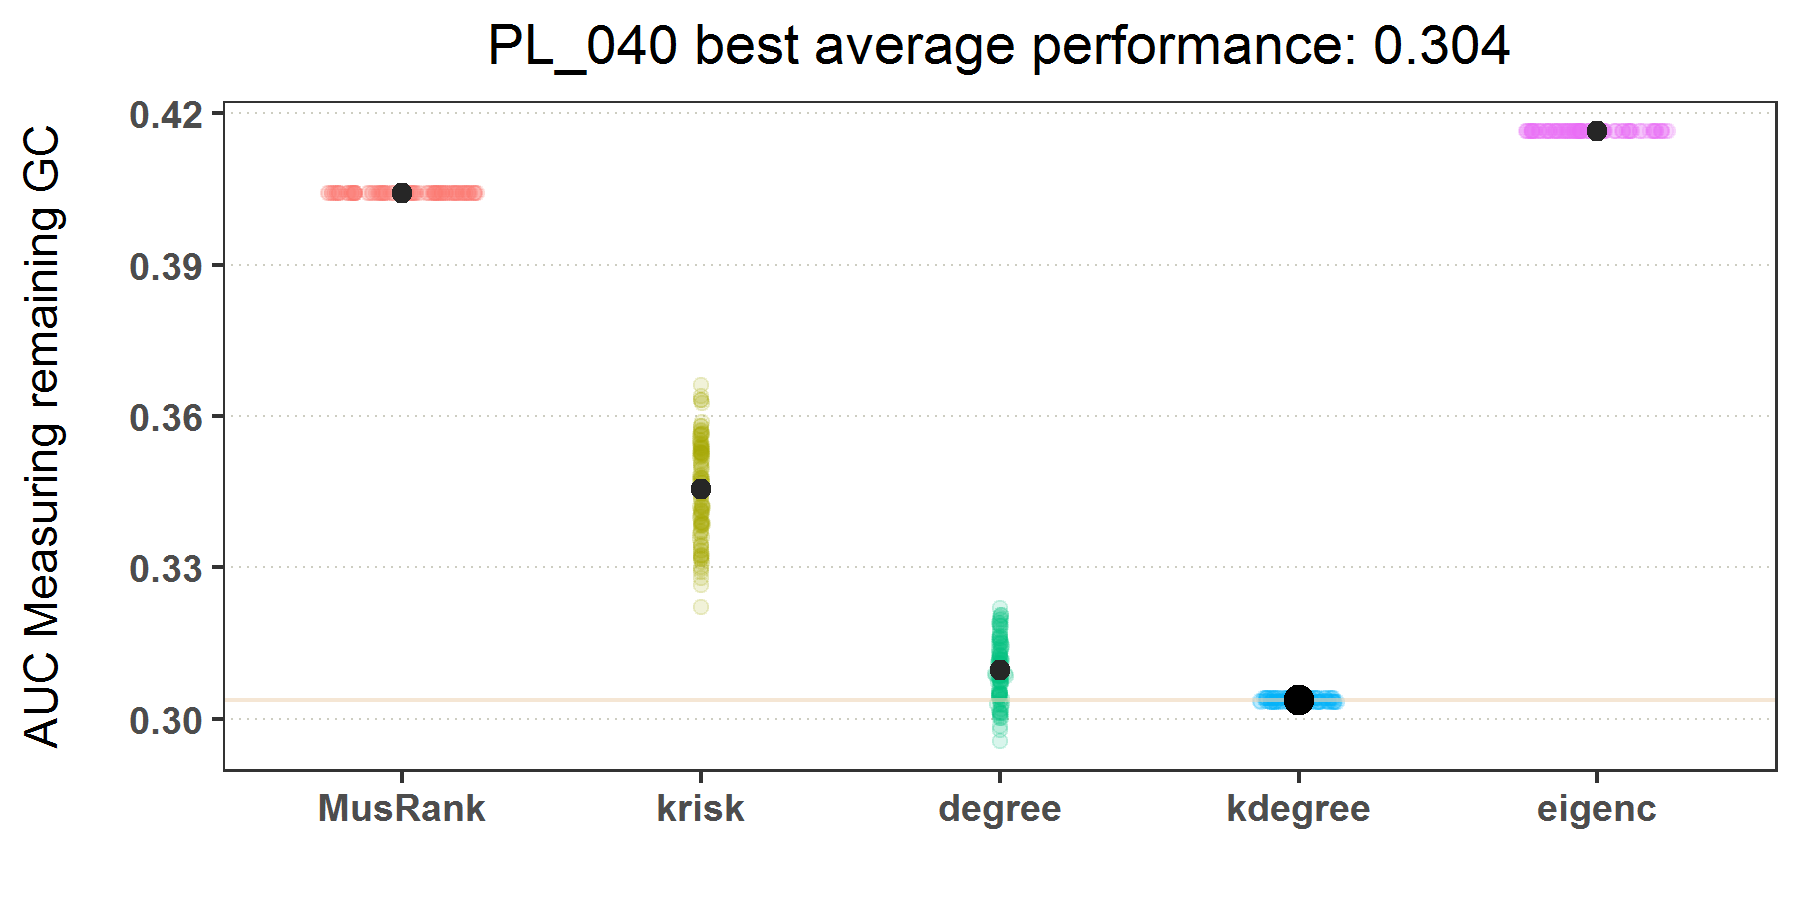 PL_040 best average performance: 0.304
AUC Measuring remaining GC
0.42
0.39
0.36
0.33
0.30
MusRank krisk degree kdegree eigenc